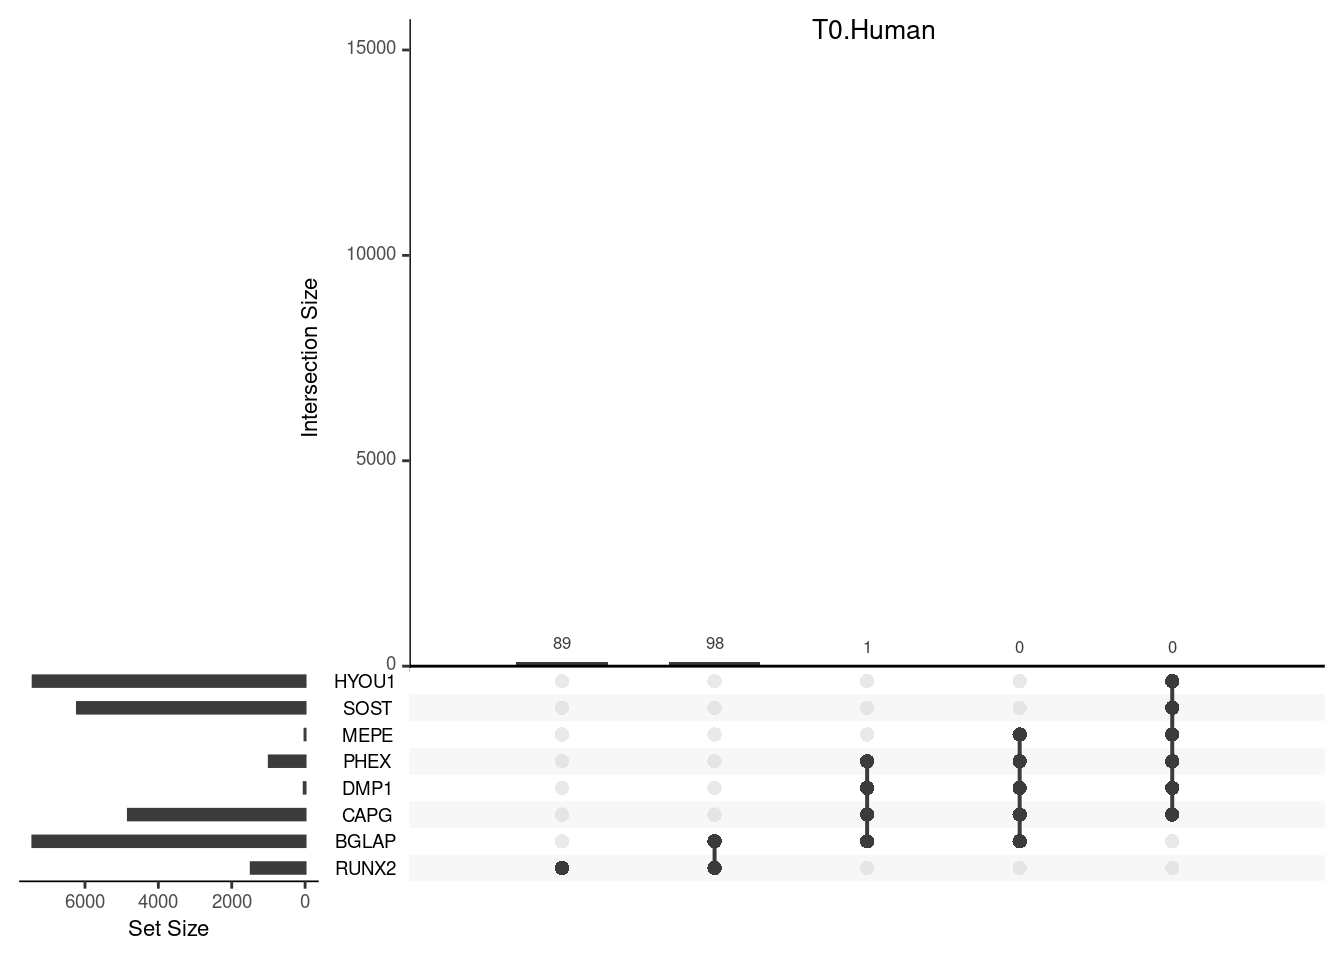 T0.Human
15000
10000
5000
0
Intersection Size
89 98 1 0 0
HYOU1
SOST
MEPE
PHEX
DMP1
CAPG
BGLAP
RUNX2
6000 4000 2000 0
Set Size